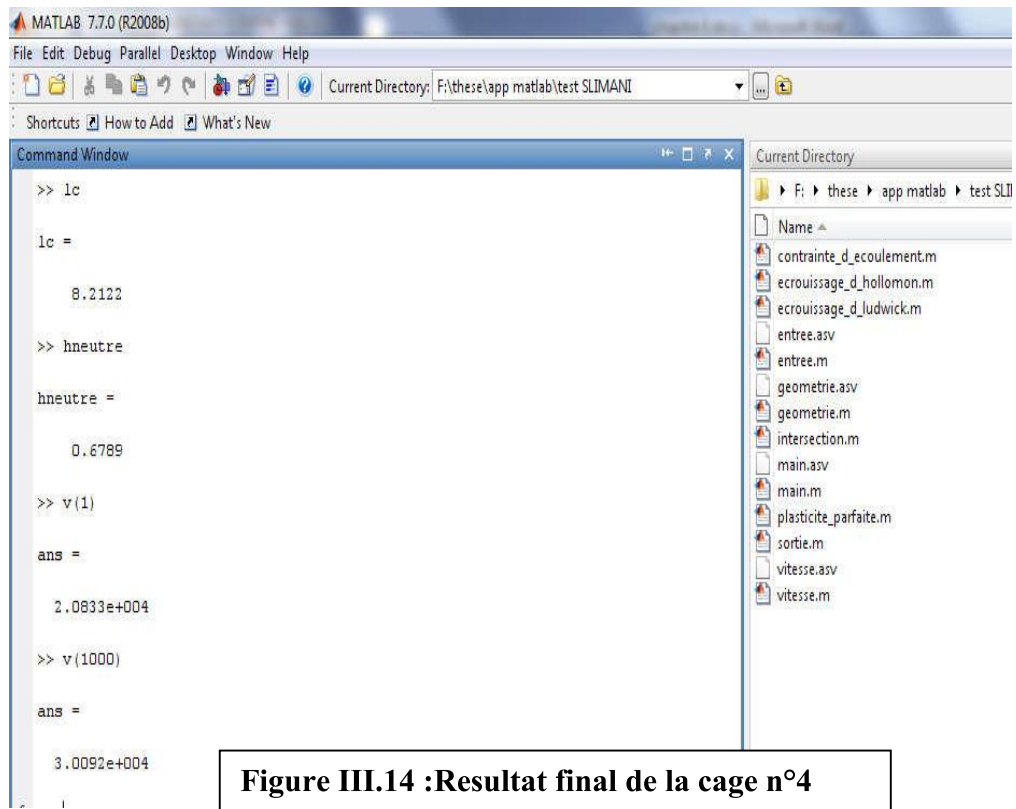 MATLAB 7.7.0 (R2008b)
File Edit Debug Parallel Desktop Window Help
Current Directory: F:\these\app matlab\test SLIMANI
Shortcuts How to Add What's New
Command Window
>> lc
lc =
8.2122
>> hneutre
hneutre =
0.6789
>> v(1)
ans =
2.0833e+004
>> v(1000)
ans =
3.0092e+004
Current Directory
F: these app matlab test SLI
Name
contrainte_d_ecoulement.m
ecrouissage_d_hollomon.m
ecrouissage_d_ludwick.m
entree.asv
entree.m
geometrie.asv
geometrie.m
intersection.m
main.asv
main.m
plasticite_parfaite.m
sortie.m
vitesse.asv
vitesse.m
Figure III.14 :Resultat final de la cage n°4